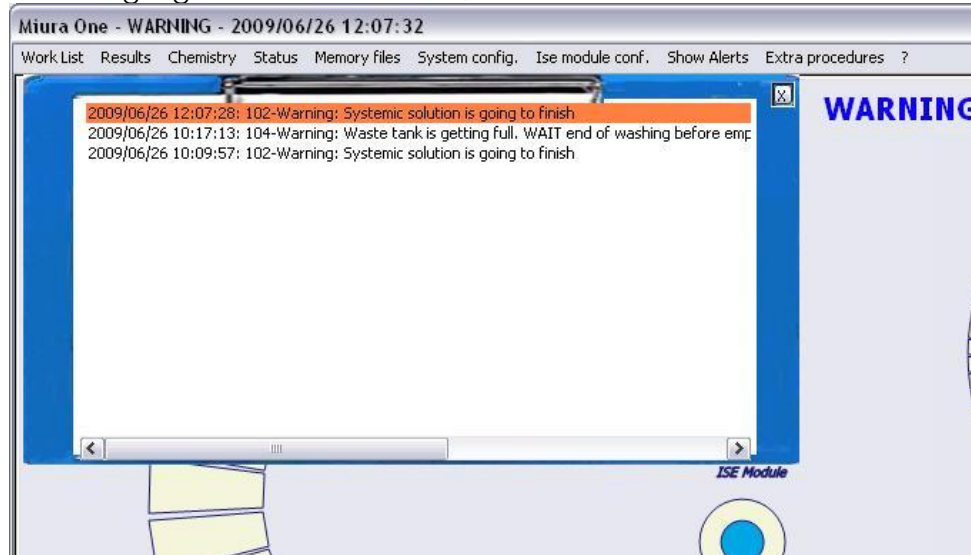 Miura One - WARNING - 2009/06/26 12:07:32
Work List Results Chemistry Status Memory files System config. Ise module conf. Show Alerts Extra procedures ?
X
WARNING
2009/06/26 12:07:28: 102-Warning: Systemic solution is going to finish
2009/06/26 10:17:13: 104-Warning: Waste tank is getting full. WAIT end of washing before emp
2009/06/26 10:09:57: 102-Warning: Systemic solution is going to finish
ISE Module